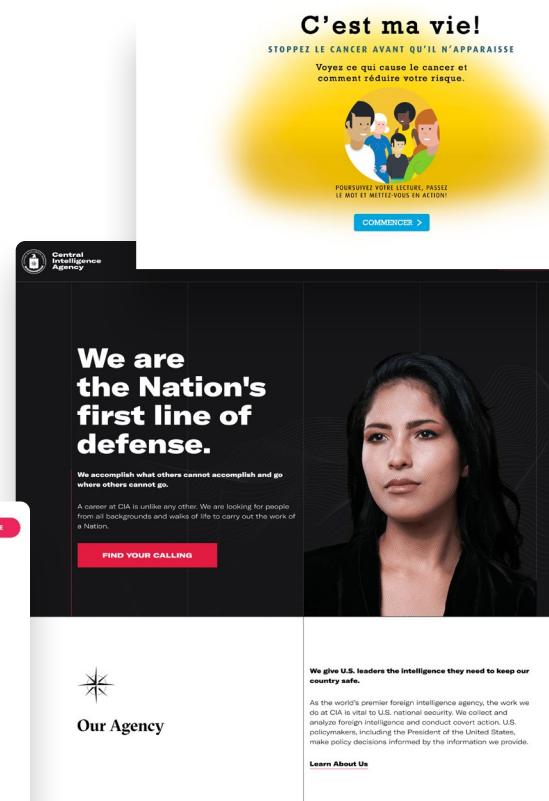 C'est ma vie!
STOPPEZ LE CANCER AVANT QU'IL N'APPARAISSE
Voyez ce qui cause le cancer et
comment réduire votre risque.
POURSUIVEZ VOTRE LECTURE, PASSEZ
LE MOT ET METTEZ-VOUS EN ACTION!
COMMENCER >
Central
Intelligence
Agency
We are
the Nation's
first line of
defense.
We accomplish what others cannot accomplish and go
where others cannot go.
A career at CIA is unlike any other. We are looking for people
from all backgrounds and walks of life to carry out the work of
a Nation.
FIND YOUR CALLING
E
Our Agency
We give U.S. leaders the intelligence they need to keep our
country safe.
As the world's premier foreign intelligence agency, the work we
do at CIA is vital to U.S. national security. We collect and
analyze foreign intelligence and conduct covert action. U.S.
policymakers, including the President of the United States,
make policy decisions informed by the information we provide.
Learn About Us